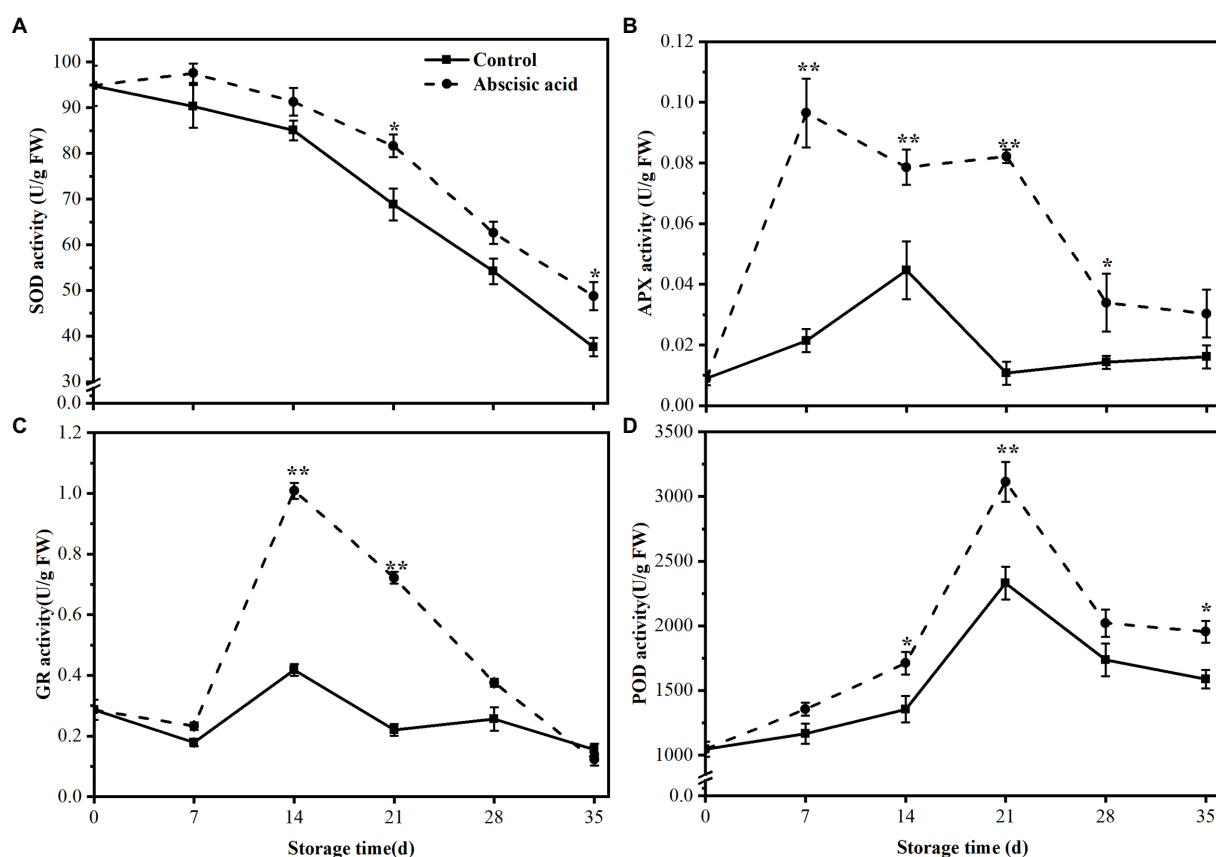 A
SOD activity (U/g FW)
100
90
80
70
60
50
40
30
0.0
Control
Abscisic acid
*
*
B
APX activity (U/g FW)
0.12
0.10
0.08
0.06
0.04
0.02
0.00
**
**
**
*
C
GR activity(U/g FW)
1.2
1.0
0.8
0.6
0.4
0.2
0.0
**
**
0 7 14 21 28 35
Storage time(d)
D
POD activity(U/g FW)
3500
3000
2500
2000
1500
1000
0.0
*
**
*
0 7 14 21 28 35
Storage time (d)